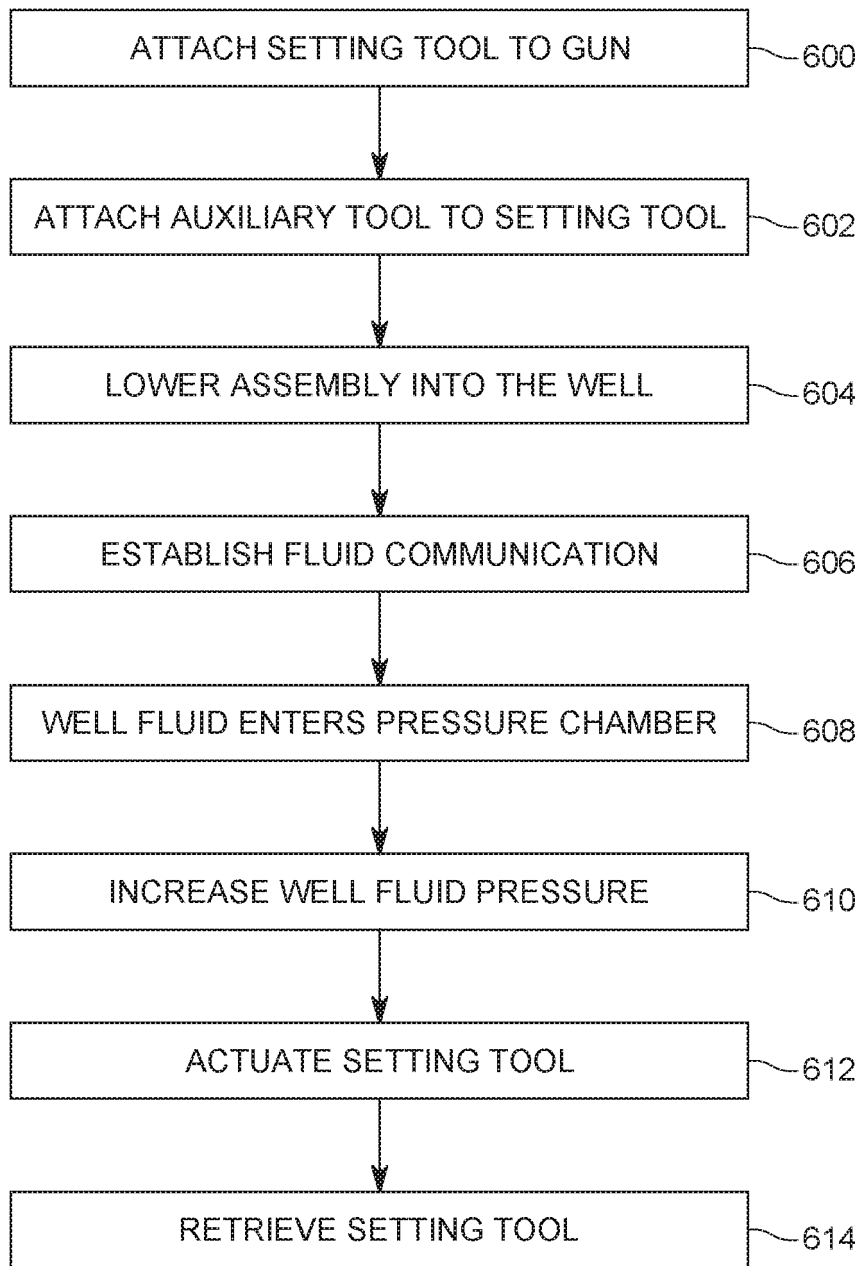 ATTACH SETTING TOOL TO GUN 600
ATTACH AUXILIARY TOOL TO SETTING TOOL 602
LOWER ASSEMBLY INTO THE WELL 604
ESTABLISH FLUID COMMUNICATION 606
WELL FLUID ENTERS PRESSURE CHAMBER 608
INCREASE WELL FLUID PRESSURE 610
ACTUATE SETTING TOOL 612
RETRIEVE SETTING TOOL 614